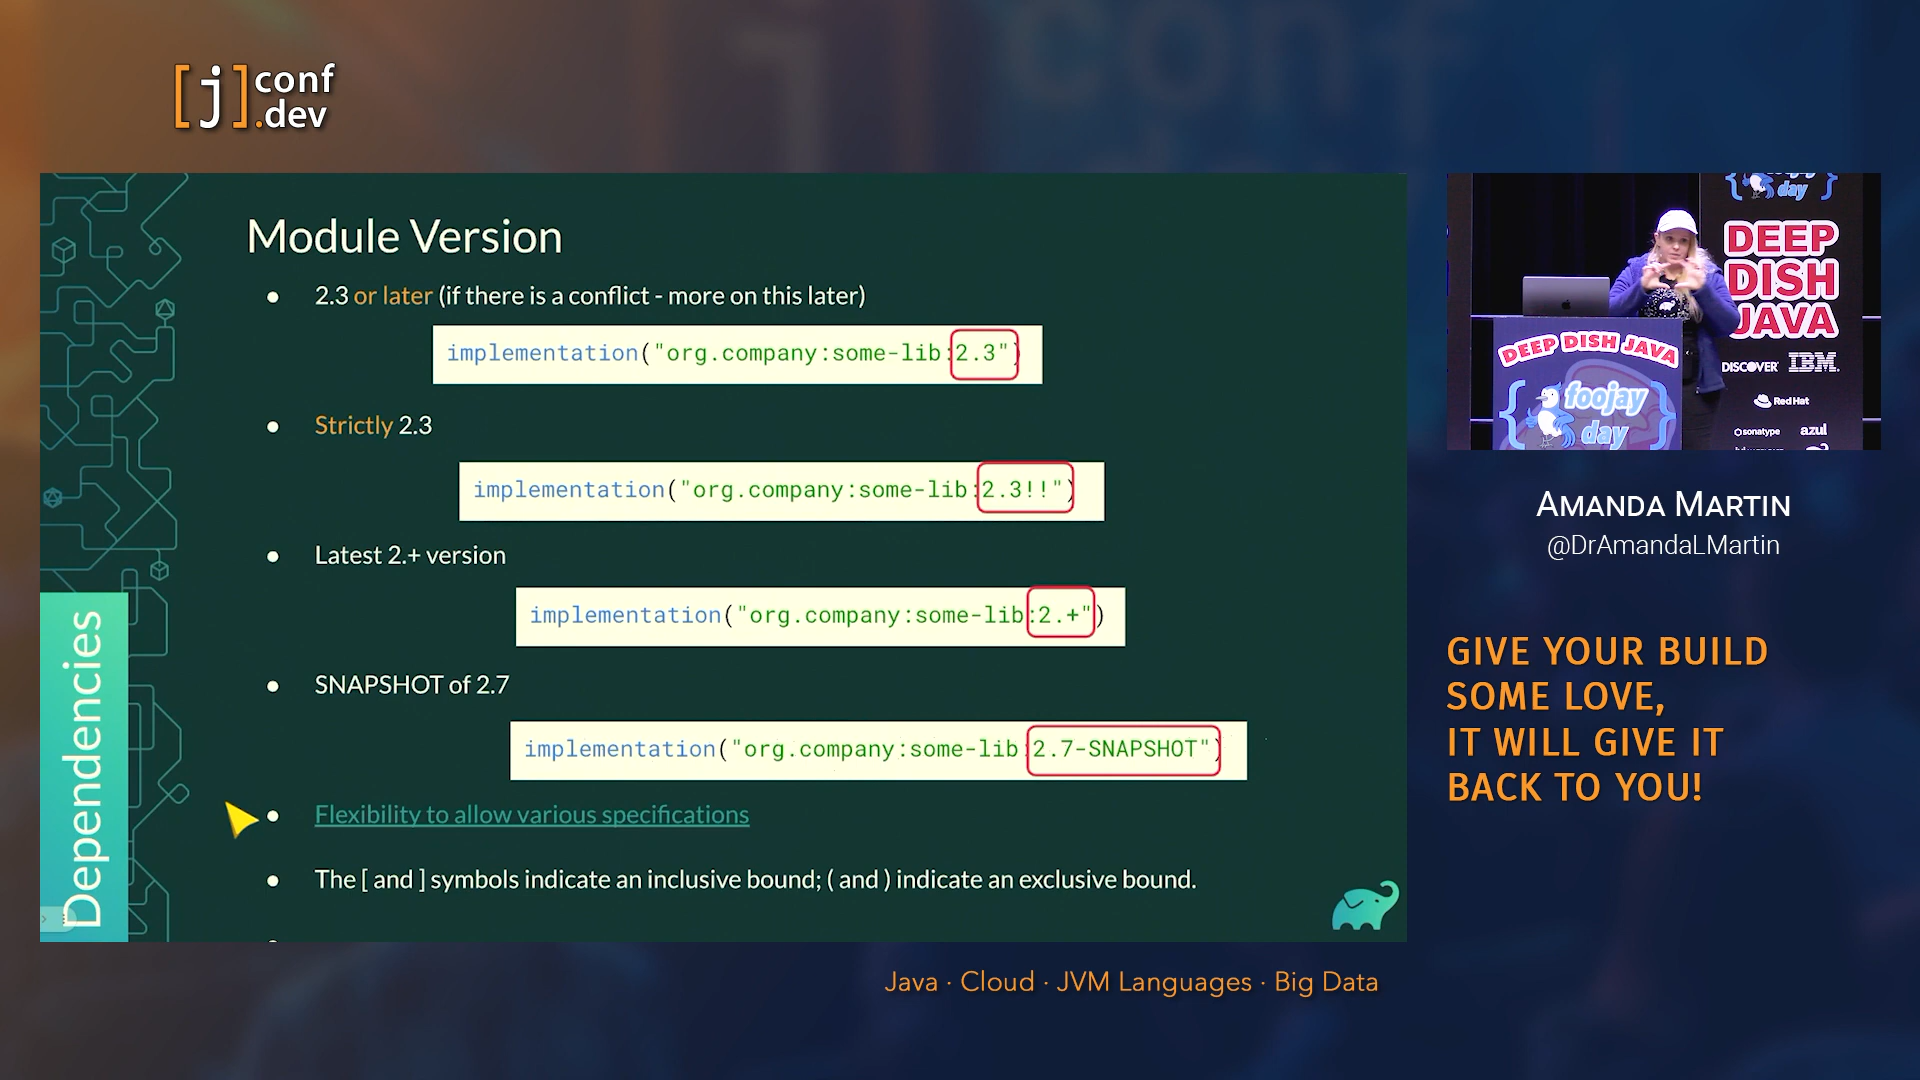 [j] conf
.dev
Module Version
2.3 or later (if there is a conflict - more on this later)
implementation("org.company:some-lib:2.3")
Strictly 2.3
implementation("org.company:some-lib:2.3!!")
Latest 2.+ version
implementation("org.company:some-lib:2.+")
SNAPSHOT of 2.7
implementation("org.company:some-lib:2.7-SNAPSHOT")
Flexibility to allow various specifications
The [ and ] symbols indicate an inclusive bound; ( and ) indicate an exclusive bound.
Dependencies
foojay
day
DEEP
DISH
JAVA
DISCOVER IBM.
RedHat
sonatype azul
DEEP DISH JAVA
foojay
day
AMANDA MARTIN
@DrAmandaLMartin
GIVE YOUR BUILD
SOME LOVE,
IT WILL GIVE IT
BACK TO YOU!
Java · Cloud · JVM Languages · Big Data